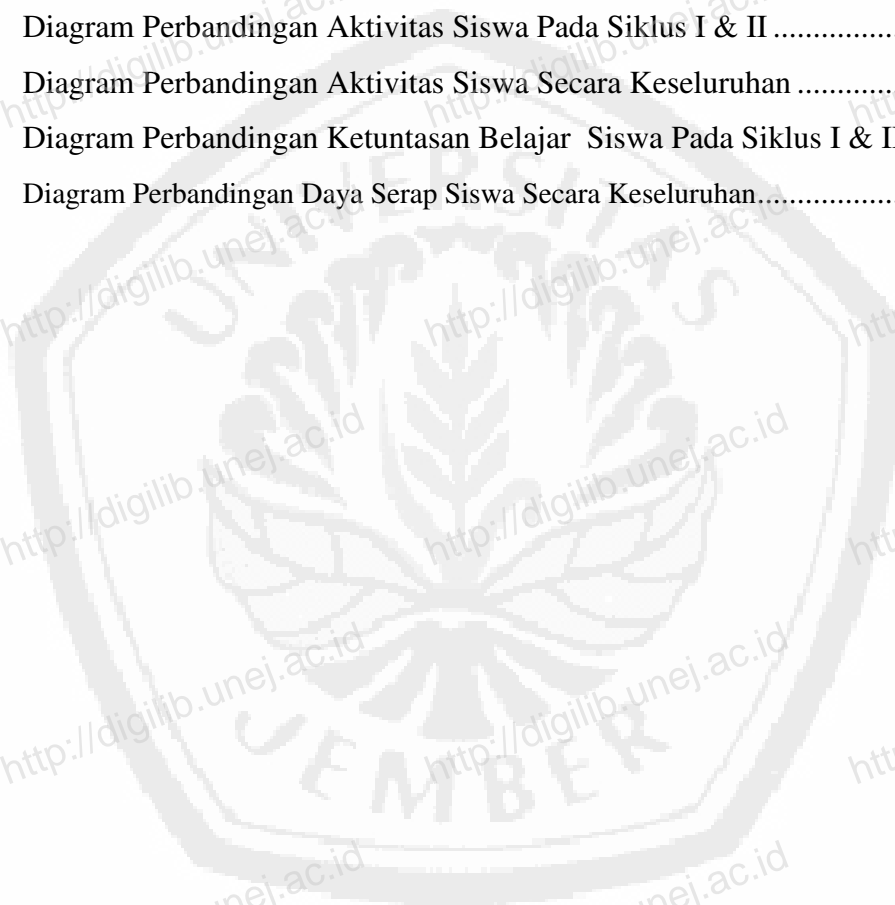 Diagram Perbandingan Aktivitas Siswa Pada Siklus I & II ................
Diagram Perbandingan Aktivitas Siswa Secara Keseluruhan .............
Diagram Perbandingan Ketuntasan Belajar  Siswa Pada Siklus I & II
Diagram Perbandingan Daya Serap Siswa Secara Keseluruhan..................
UNIVERSITAS
http://digilib.unej.ac.id
http://digilib.unej.ac.id
http://digilib.unej.ac.id
http://digilib.unej.ac.id
http://digilib.unej.ac.id
http://digilib.unej.ac.id
JEMBER